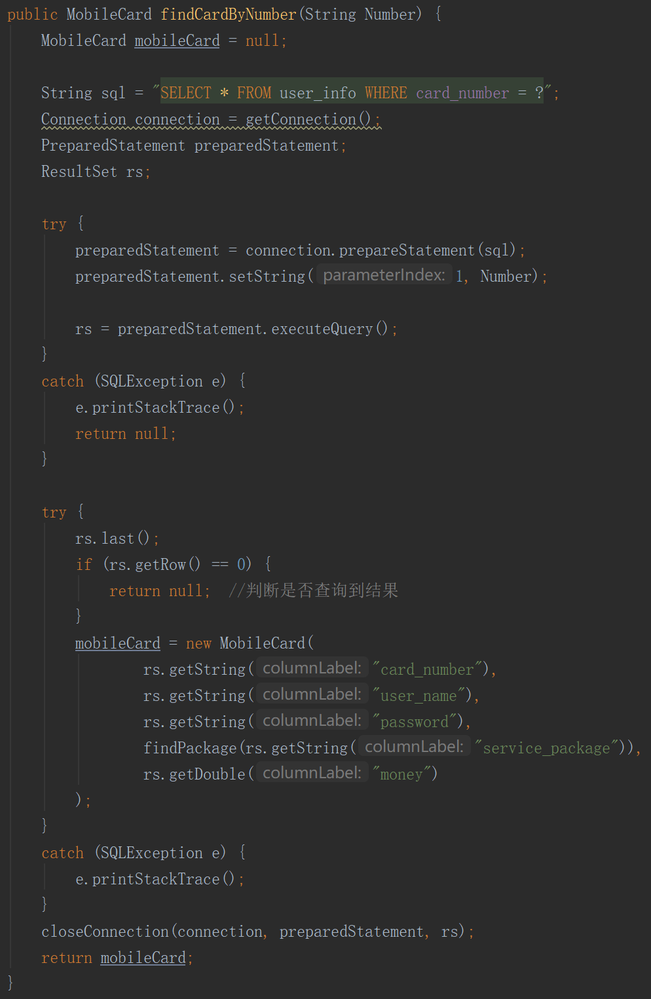 public MobileCard findCardByNumber(String Number) {
MobileCard mobileCard = null;
String sql = "SELECT * FROM user_info WHERE card_number = ?";
Connection connection = getConnection();
PreparedStatement preparedStatement;
ResultSet rs;
try {
preparedStatement = connection.prepareStatement(sql);
preparedStatement.setString( parameterIndex: 1, Number);
rs = preparedStatement.executeQuery();
}
catch (SQLException e) {
e.printStackTrace();
return null;
}
try {
rs.last();
if (rs.getRow() == 0) {
return null;  //判断是否查询到结果
}
mobileCard = new MobileCard(
rs.getString( columnLabel: "card_number"),
rs.getString( columnLabel: "user_name"),
rs.getString( columnLabel: "password"),
findPackage(rs.getString( columnLabel: "service_package")),
rs.getDouble( columnLabel: "money")
);
}
catch (SQLException e) {
e.printStackTrace();
}
closeConnection(connection, preparedStatement, rs);
return mobileCard;
}